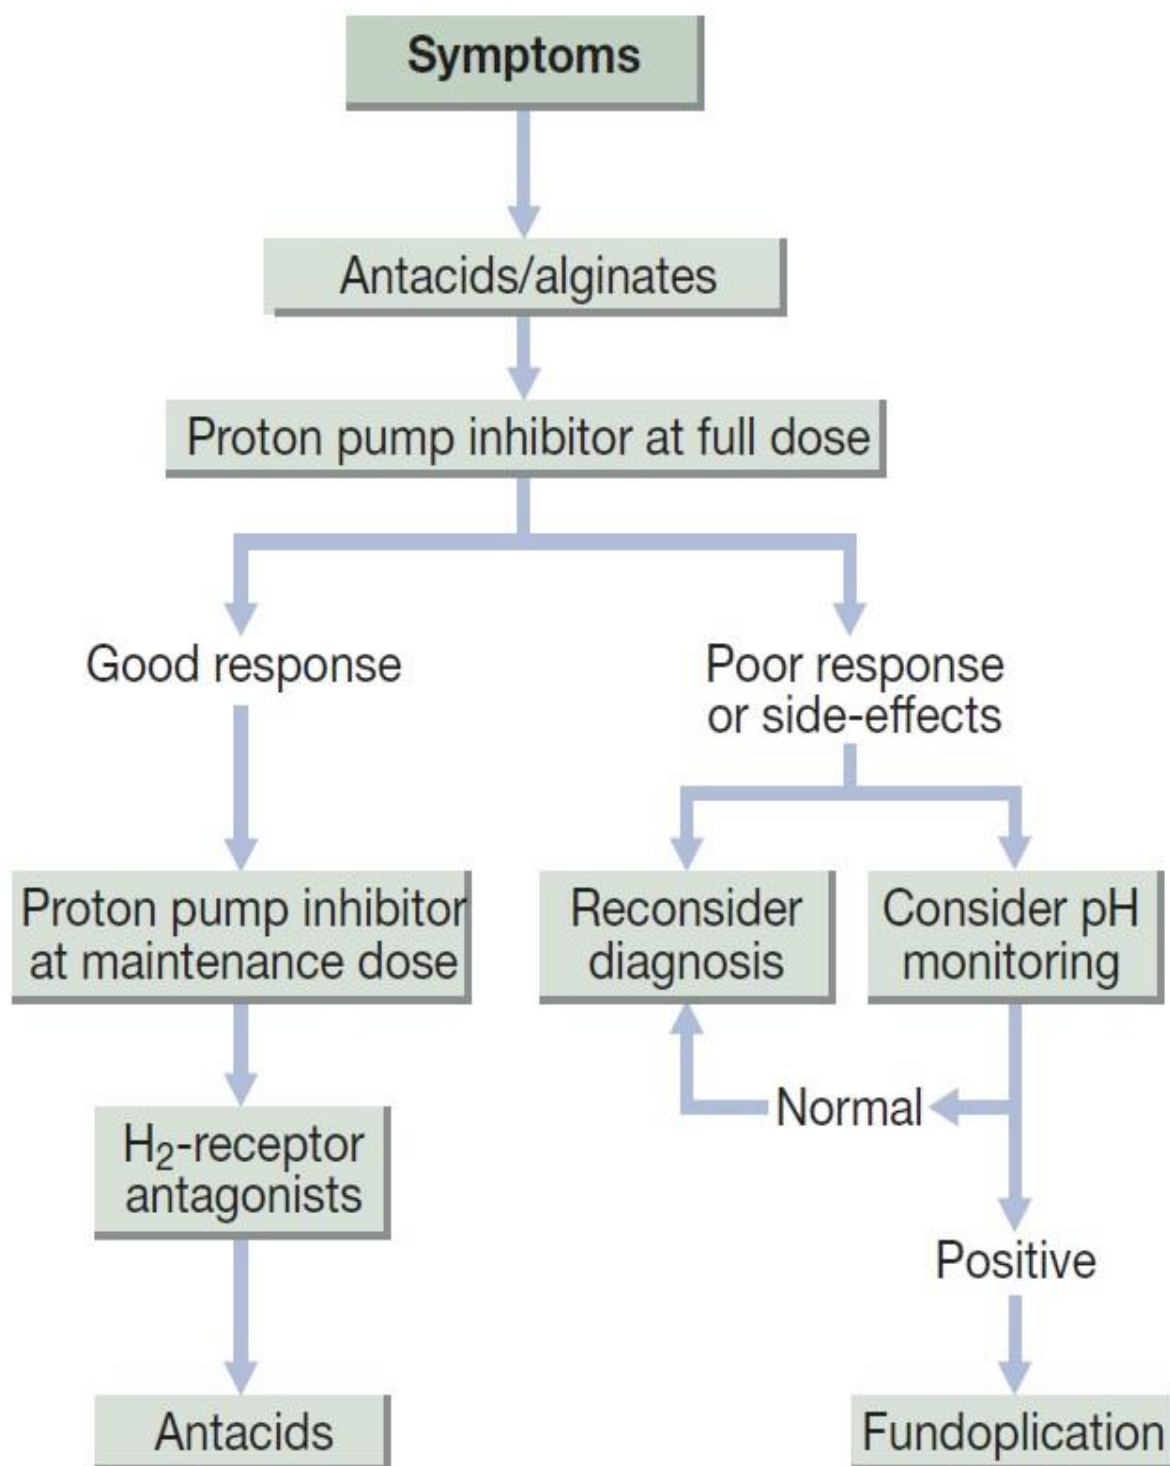 Symptoms
Antacids/alginates
Proton pump inhibitor at full dose
Good response
Poor response
or side-effects
Proton pump inhibitor
at maintenance dose
Reconsider
diagnosis
Consider pH
monitoring
Normal
H₂-receptor
antagonists
Positive
Antacids
Fundoplication